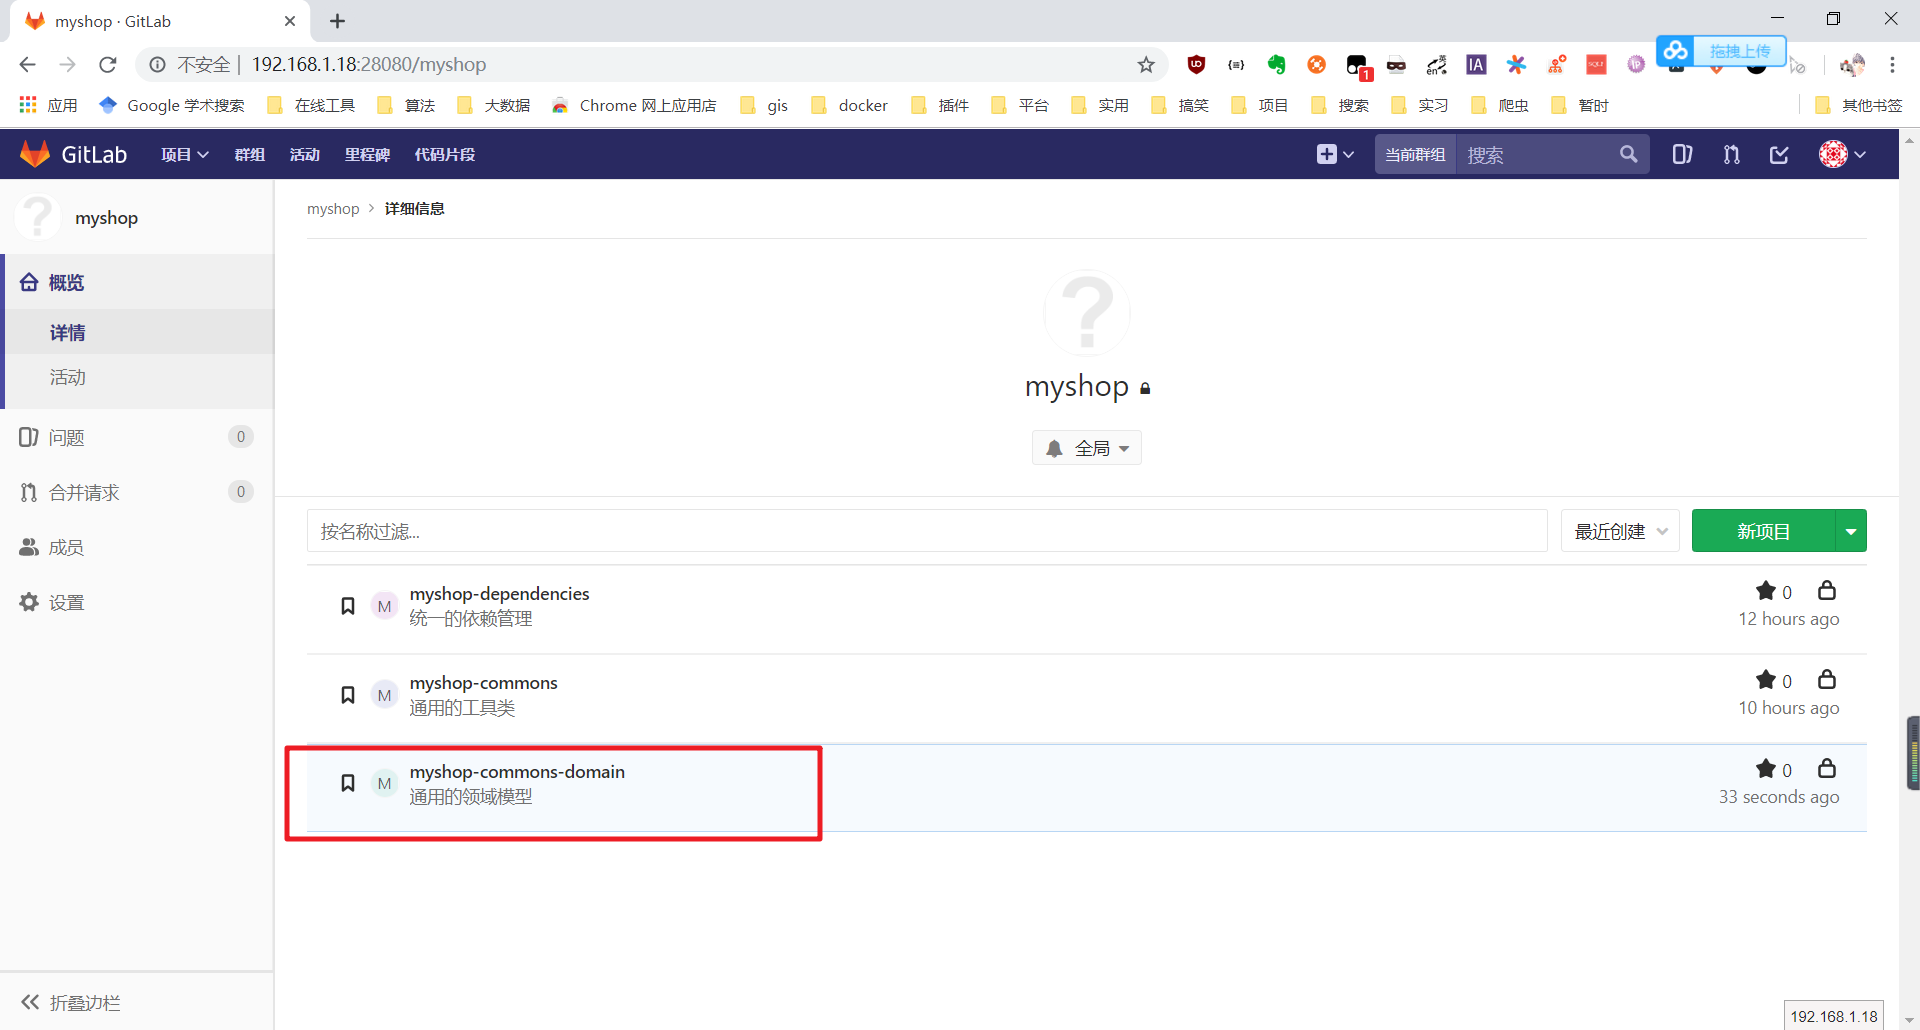 myshop · GitLab
不安全 | 192.168.1.18:28080/myshop
1
拖拽上传
应用 Google 学术搜索 在线工具 算法 大数据 Chrome 网上应用店 gis docker 插件 平台 实用 搞笑 项目 搜索 实习 爬虫 暂时 其他书签
GitLab 项目 群组 活动 里程碑 代码片段 当前群组 搜索
myshop
概览
详情
活动
问题 0
合并请求 0
成员
设置
折叠边栏
myshop > 详细信息
myshop
全局
按名称过滤... 最近创建 新项目
M myshop-dependencies 0
统一的依赖管理 12 hours ago
M myshop-commons 0
通用的工具类 10 hours ago
M myshop-commons-domain 0
通用的领域模型 33 seconds ago
192.168.1.18